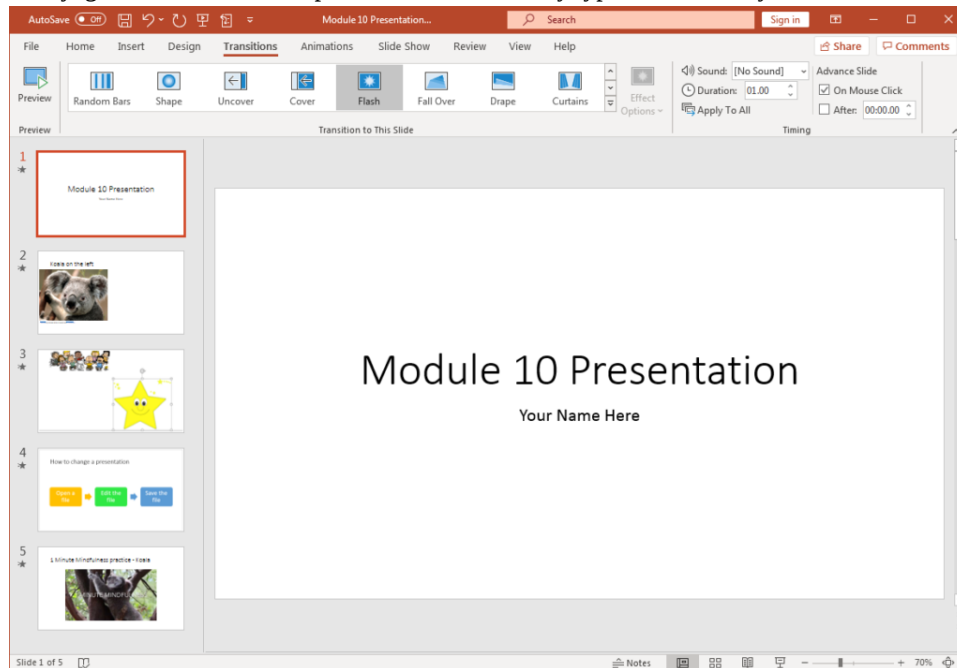 AutoSave Off Module 10 Presentation... Search Sign in
File Home Insert Design Transitions Animations Slide Show Review View Help Share Comments
Preview Random Bars Shape Uncover Cover Flash Fall Over Drape Curtains Effect Options
Sound: [No Sound] Advance Slide
Duration: 01.00 On Mouse Click
Apply To All After: 00:00.00
Preview Transition to This Slide Timing
1
Module 10 Presentation
Your Name Here
2
Koala on the left
3
4
How to change a presentation
Open a file Edit the file Save the file
5
1 Minute Mindfulness practice - Koala
MINUTE MINDFUL
Module 10 Presentation
Your Name Here
Slide 1 of 5 Notes 70%